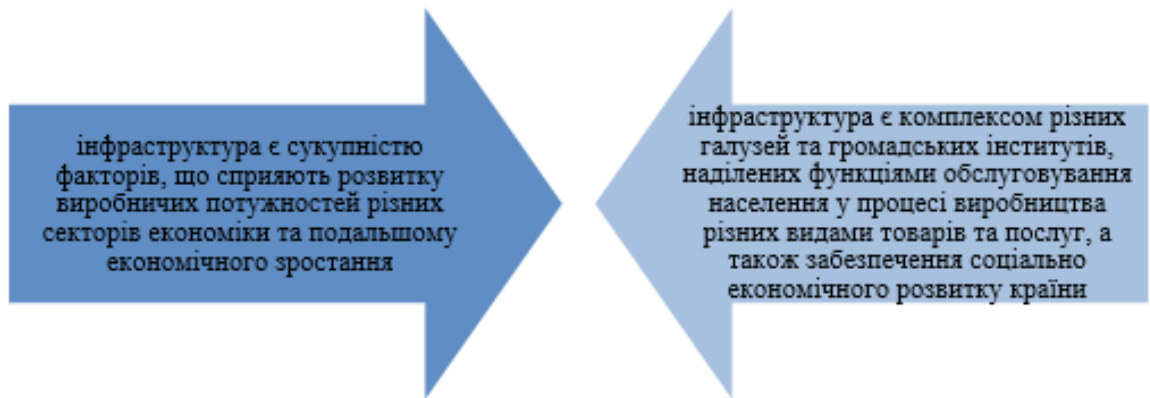 інфраструктура є сукупністю
факторів, що сприяють розвитку
виробничих потужностей різних
секторів економіки та подальшому
економічного зростання
інфраструктура є комплексом різних
галузей та громадських інститутів,
наділених функціями обслуговування
населення у процесі виробництва
різних видами товарів та послуг, а
також забезпечення соціально
економічного розвитку країни